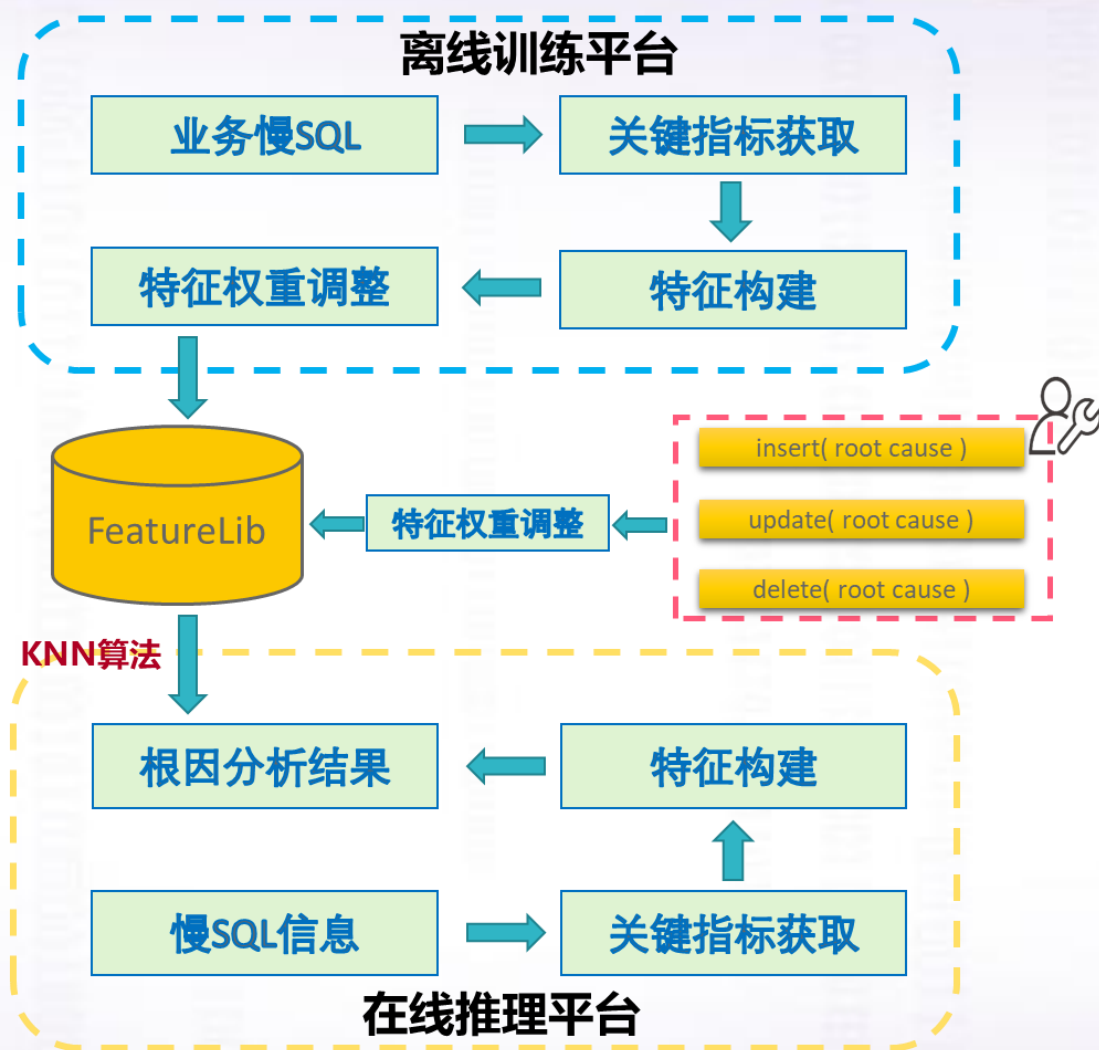 离线训练平台
业务慢SQL
关键指标获取
特征权重调整
特征构建
FeatureLib
特征权重调整
insert( root cause )
update( root cause )
delete( root cause )
KNN算法
根因分析结果
特征构建
慢SQL信息
关键指标获取
在线推理平台